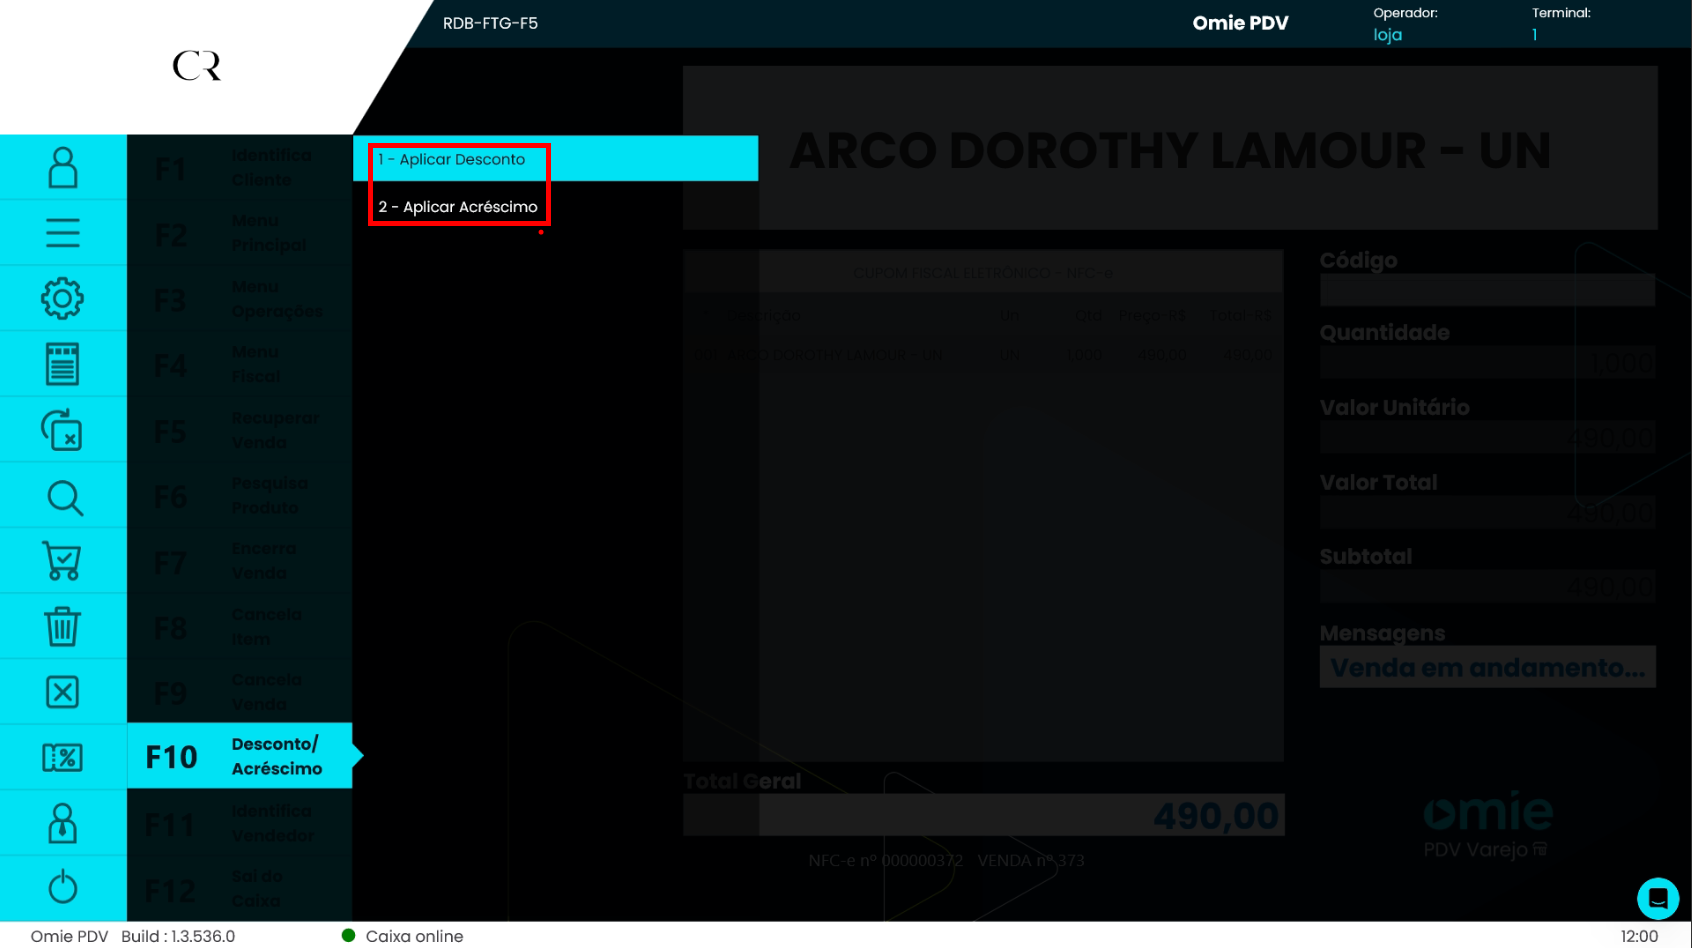 RDB-FTG-F5
Omie PDV
Operador:
loja
Terminal:
1
CR
F1 Identifica Cliente
F2 Menu Principal
F3 Menu Operações
F4 Menu Fiscal
F5 Recuperar Venda
F6 Pesquisa Produto
F7 Encerra Venda
F8 Cancela Item
F9 Cancela Venda
F10 Desconto/ Acréscimo
F11 Identifica Vendedor
F12 Sai do Caixa
1 - Aplicar Desconto
2 - Aplicar Acréscimo
ARCO DOROTHY LAMOUR - UN
CUPOM FISCAL ELETRÔNICO - NFC-e
Un Qtd Preço-R$ Total-R$
ARCO DOROTHY LAMOUR - UN UN 1,000 490,00 490,00
Total Geral
490,00
NFC-e nº 000000372 VENDA nº 373
Código
Quantidade
1,000
Valor Unitário
490,00
Valor Total
490,00
Subtotal
490,00
Mensagens
Venda em andamento...
omie
PDV Varejo
Omie PDV Build : 1.3.536.0
Caixa online
12:00